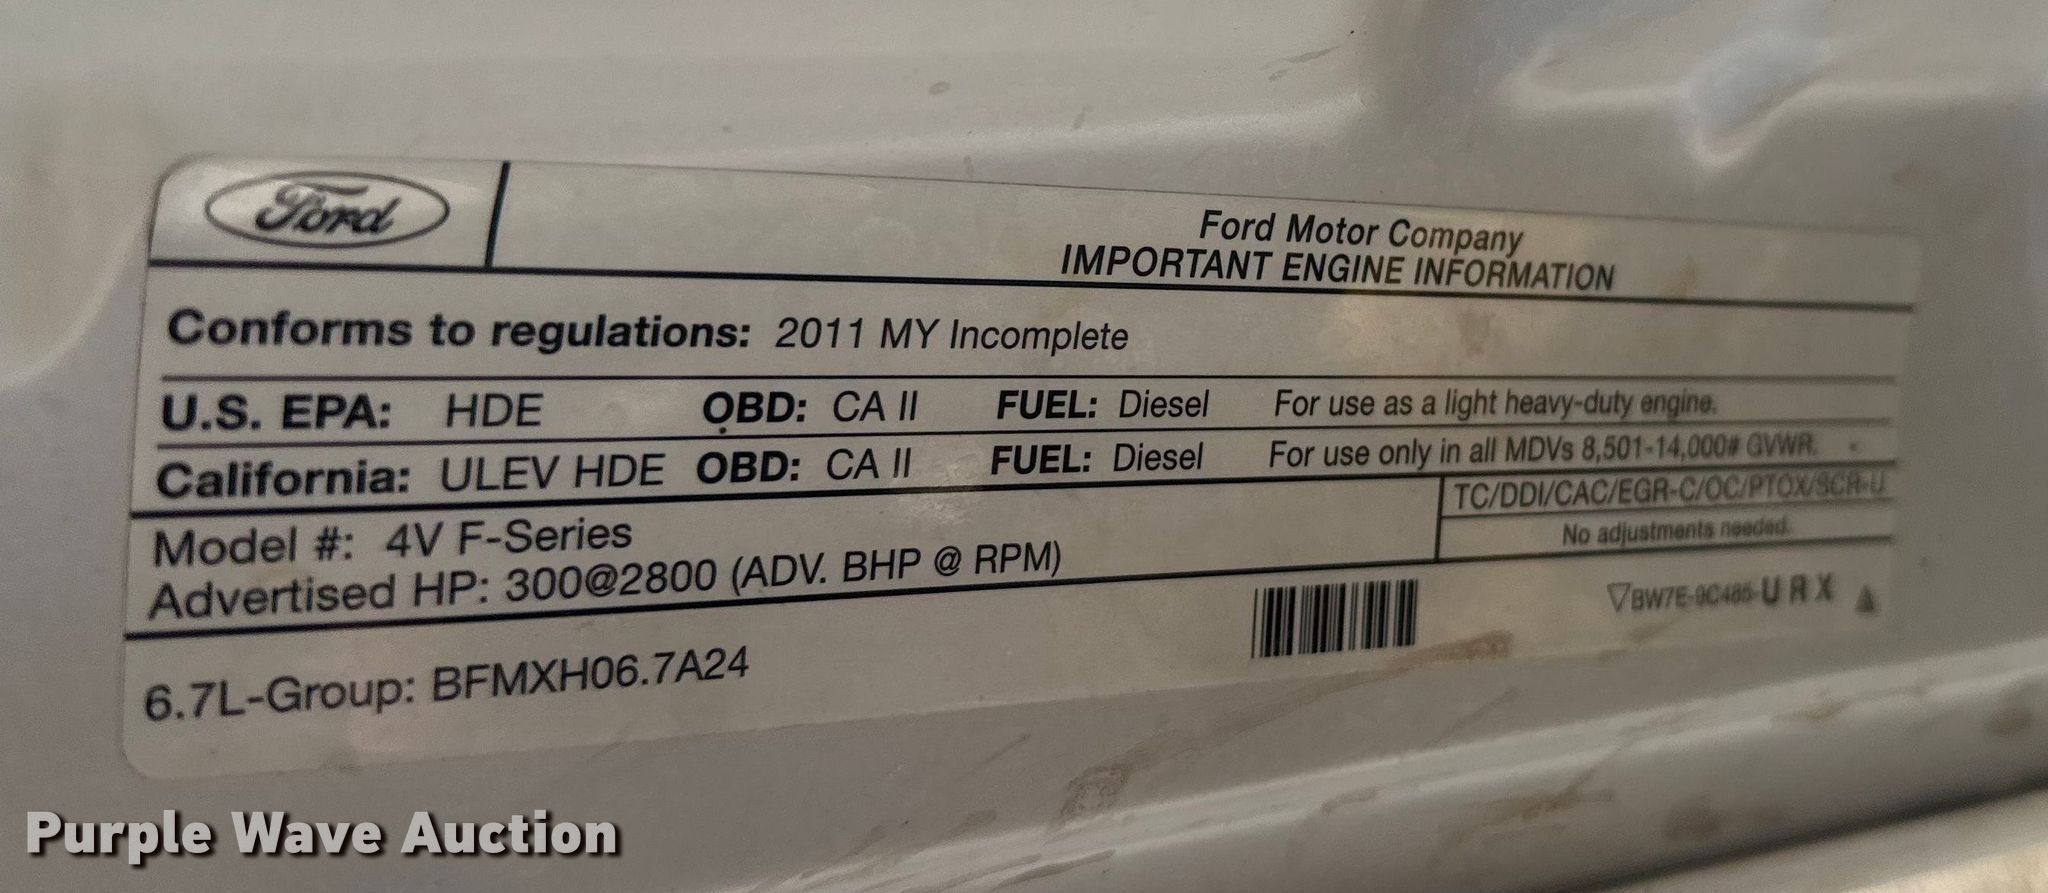 Ford
Ford Motor Company
IMPORTANT ENGINE INFORMATION
Conforms to regulations: 2011 MY Incomplete
U.S. EPA: HDE OBD: CA II FUEL: Diesel For use as a light heavy-duty engine.
California: ULEV HDE OBD: CA II FUEL: Diesel For use only in all MDVs 8,501-14,000# GVWR.
TC/DDI/CAC/EGR-C/OC/PTOX/SCR-U
Model #: 4V F-Series
No adjustments needed.
Advertised HP: 300@2800 (ADV. BHP @ RPM)
BW7E-9C485-U R X
6.7L-Group: BFMXH06.7A24
Purple Wave Auction